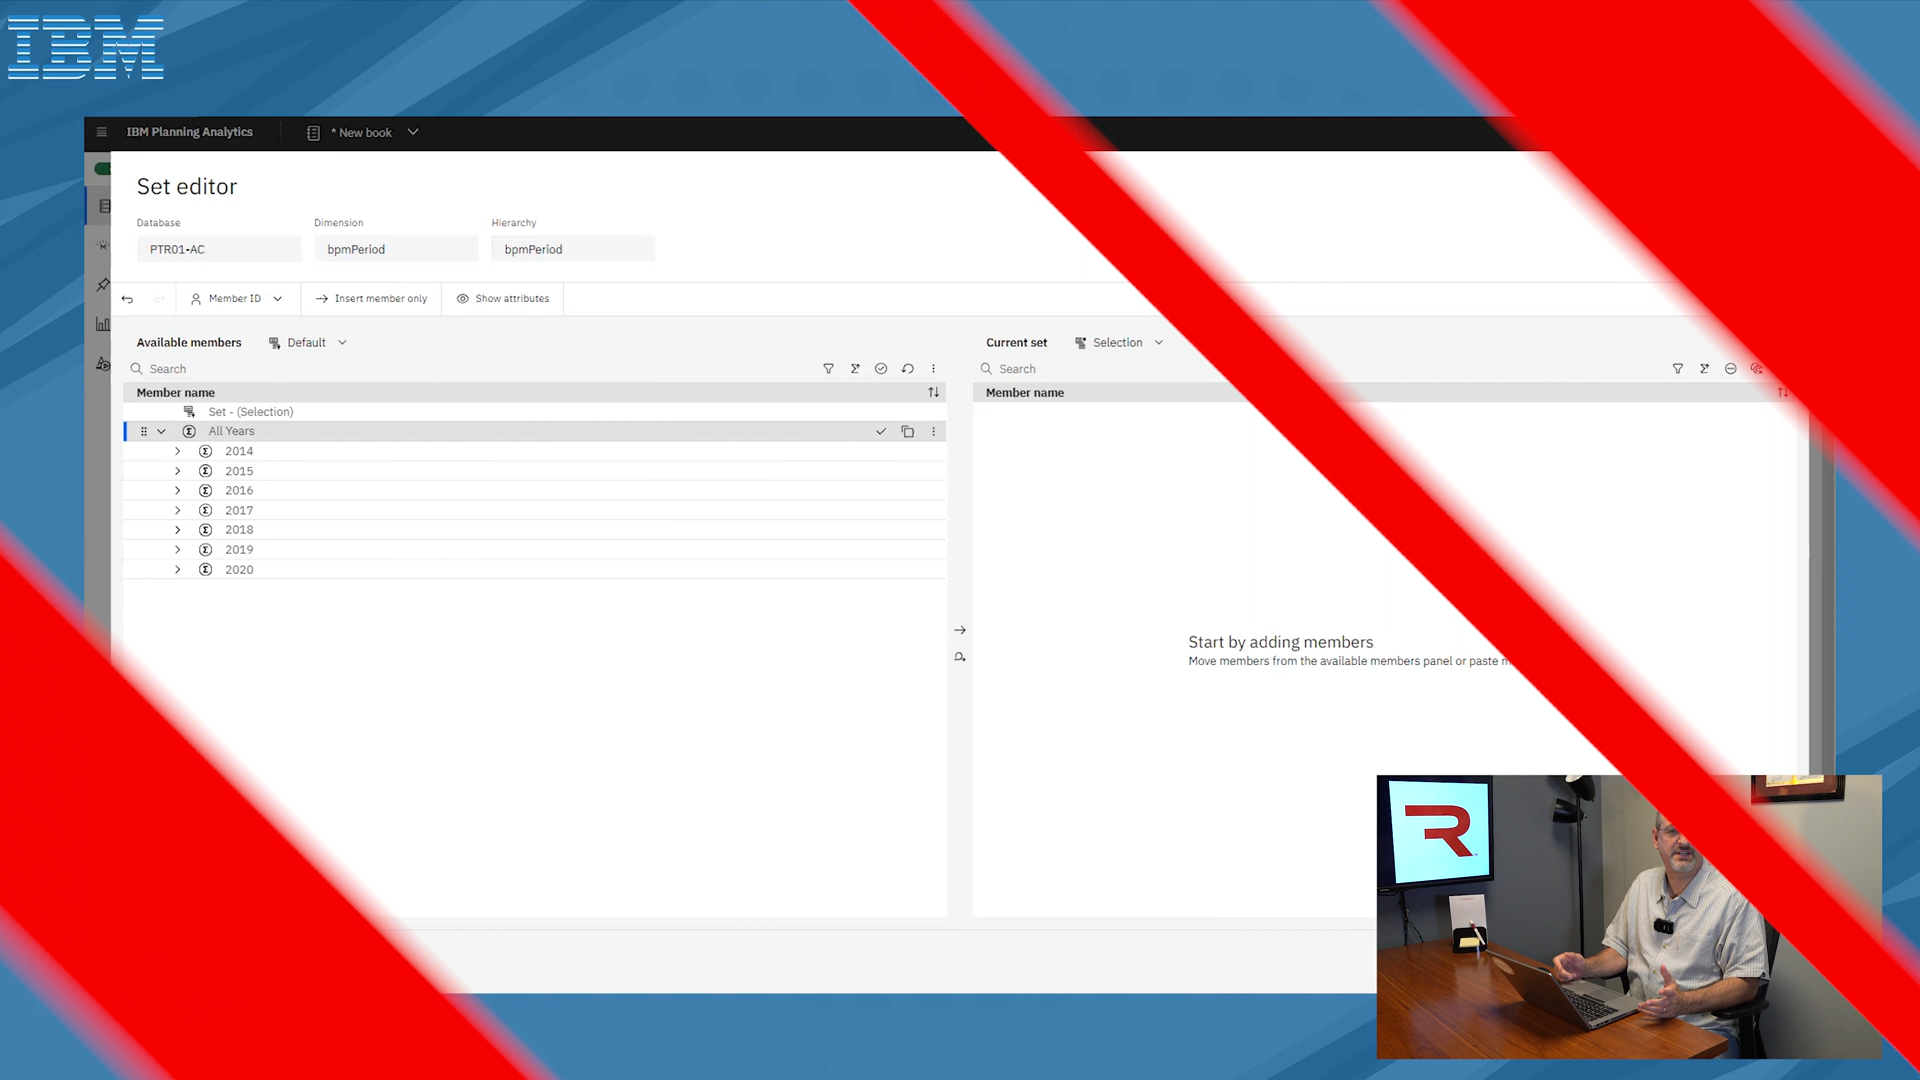 IBM
IBM Planning Analytics
* New book
Set editor
Database
Dimension
Hierarchy
PTR01-AC
bpmPeriod
bpmPeriod
Member ID
Insert member only
Show attributes
Available members
Default
Search
Member name
Set - (Selection)
All Years
2014
2015
2016
2017
2018
2019
2020
Current set
Selection
Search
Member name
Start by adding members
Move members from the available members panel or paste
R